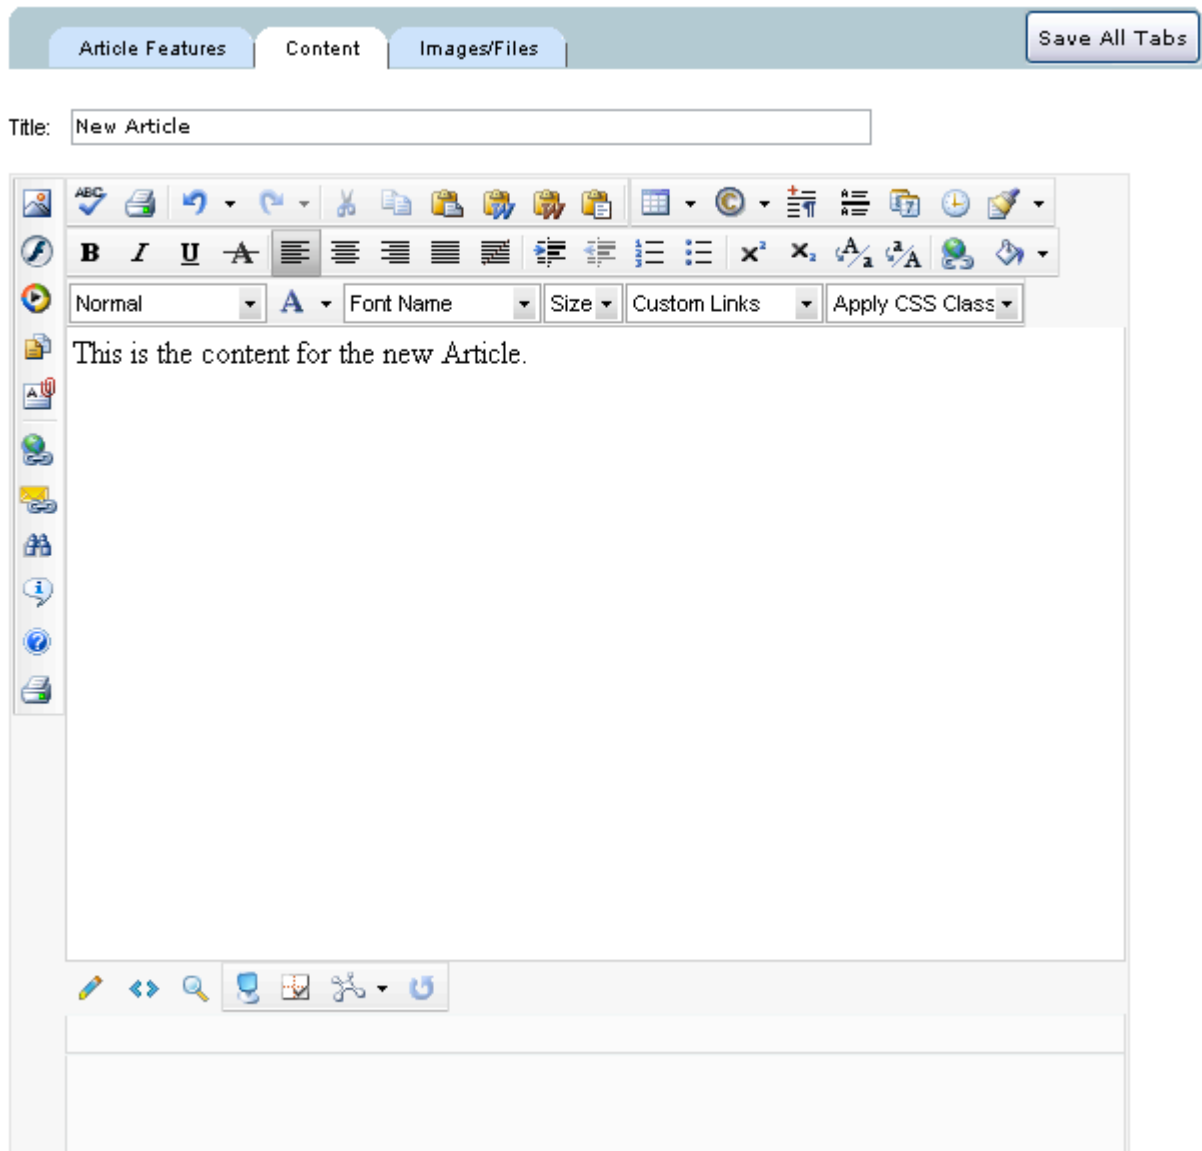 Article Features
Content
Images/Files
Save All Tabs
Title:
New Article
ABC
B I U A
Normal
A
Font Name
Size
Custom Links
Apply CSS Class
This is the content for the new Article.